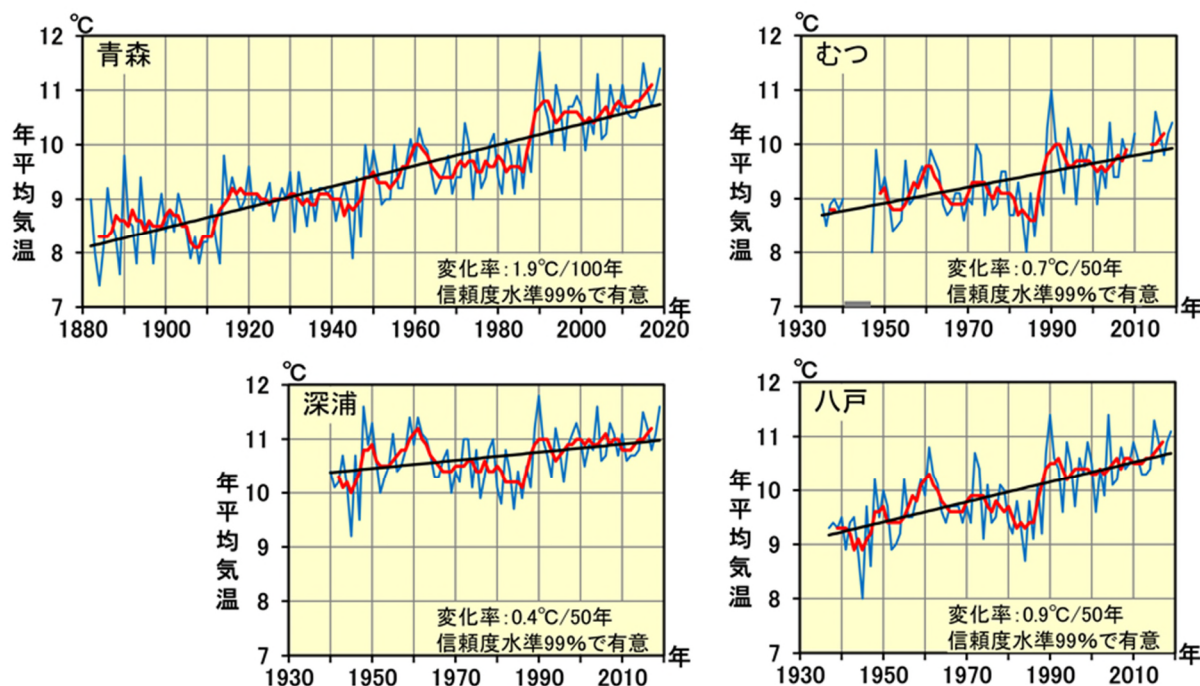 ℃
12
青森
11
10
9
8
7
年平均気温
変化率:1.9℃/100年
信頼度水準99%で有意
年
1880 1900 1920 1940 1960 1980 2000 2020
℃
12
むつ
11
10
9
8
7
年平均気温
変化率:0.7℃/50年
信頼度水準99%で有意
年
1930 1950 1970 1990 2010
℃
12
深浦
11
10
9
8
7
年平均気温
変化率:0.4℃/50年
信頼度水準99%で有意
年
1930 1950 1970 1990 2010
℃
12
八戸
11
10
9
8
7
年平均気温
変化率:0.9℃/50年
信頼度水準99%で有意
年
1930 1950 1970 1990 2010